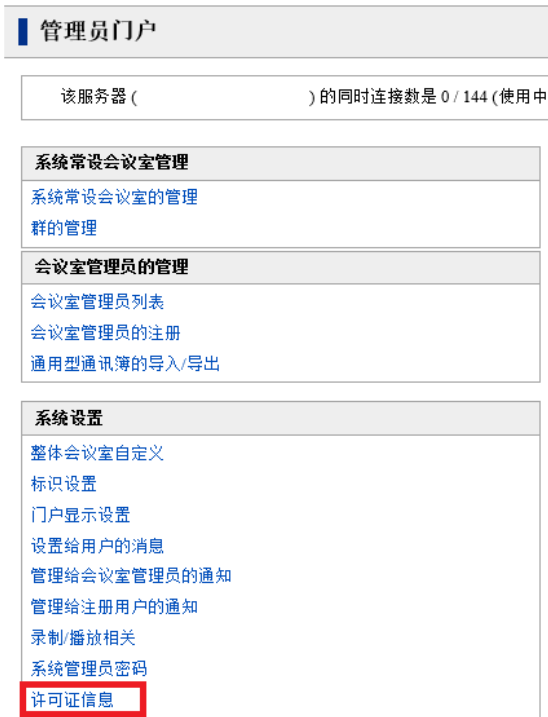 管理员门户
该服务器 ( ) 的同时连接数是 0 / 144 (使用中
系统常设会议室管理
系统常设会议室的管理
群的管理
会议室管理员的管理
会议室管理员列表
会议室管理员的注册
通用型通讯簿的导入/导出
系统设置
整体会议室自定义
标识设置
门户显示设置
设置给用户的消息
管理给会议室管理员的通知
管理给注册用户的通知
录制/播放相关
系统管理员密码
许可证信息